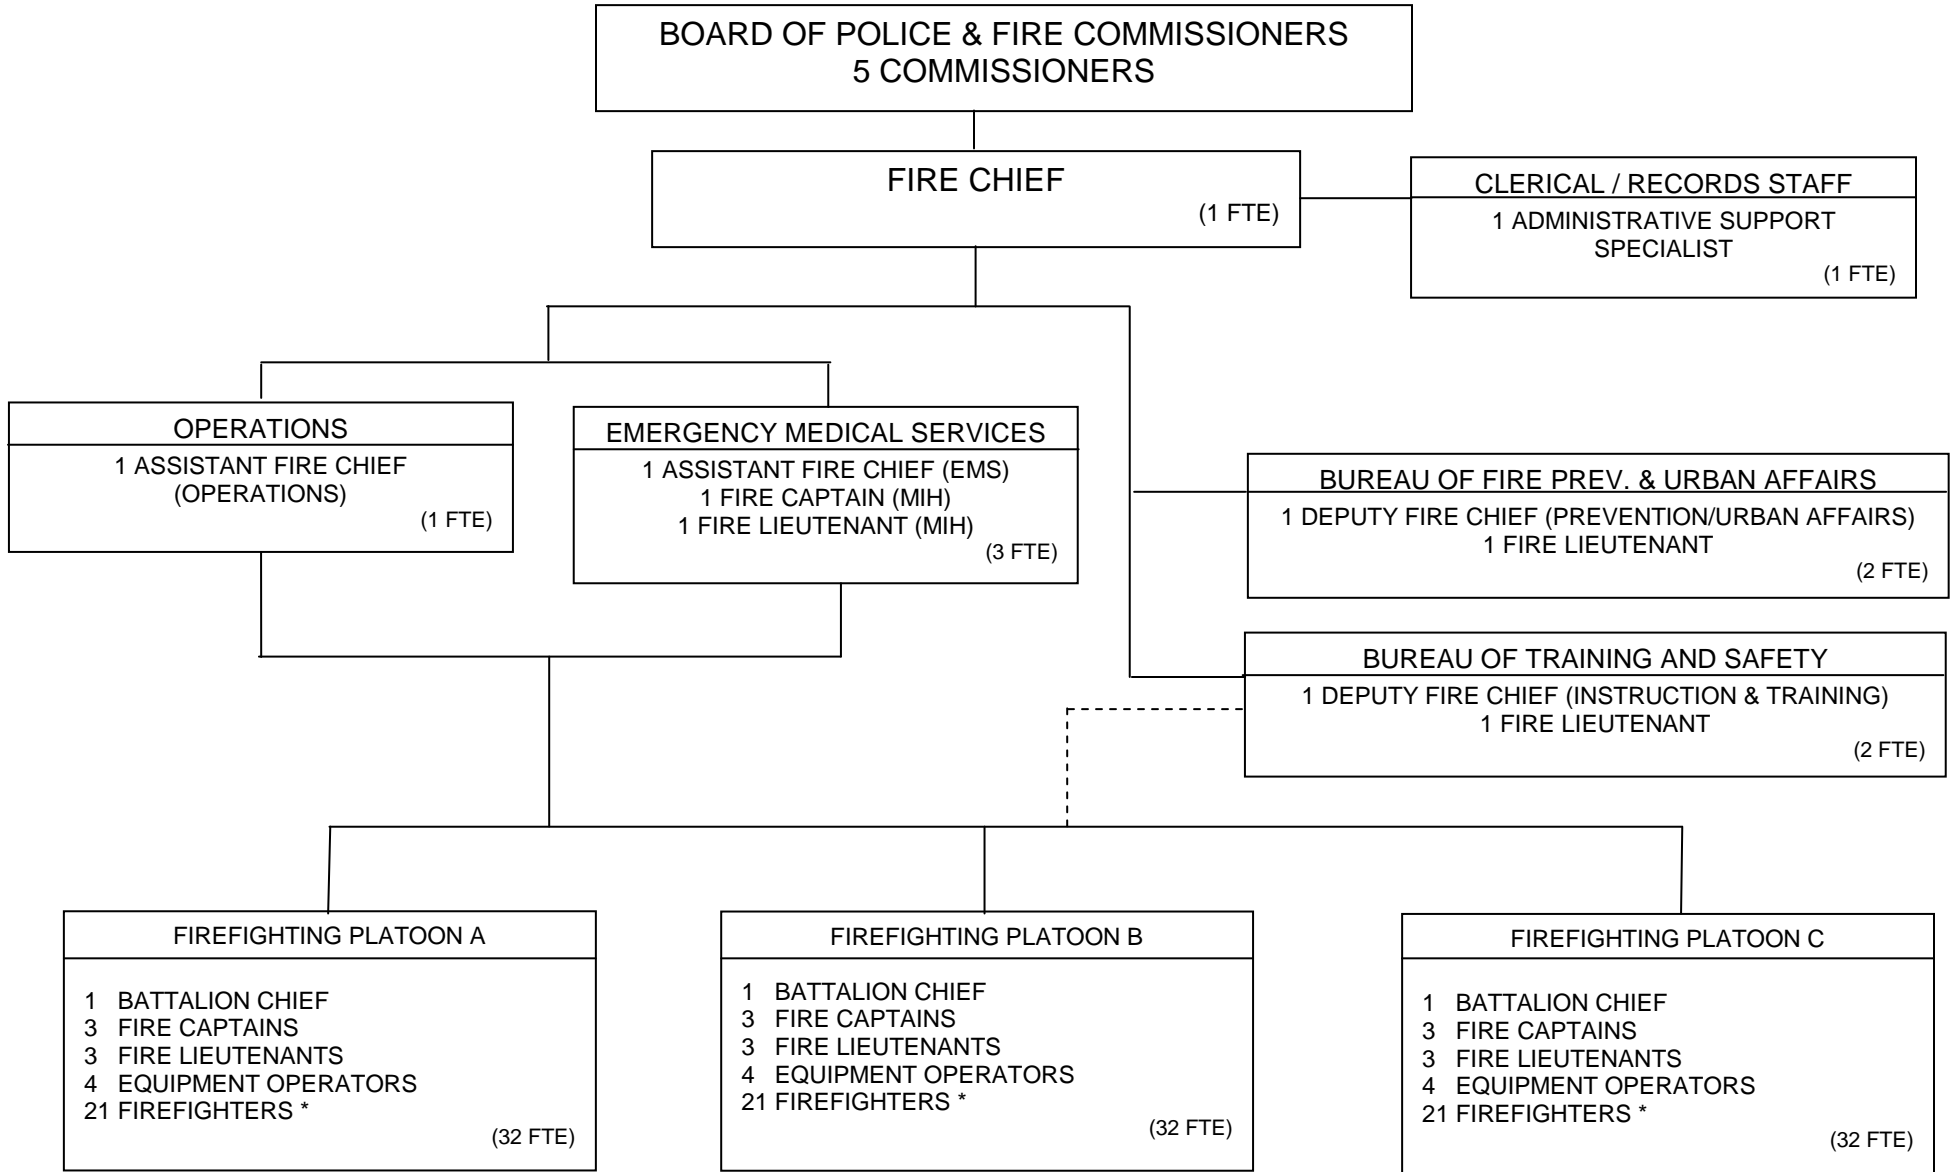 BOARD OF POLICE & FIRE COMMISSIONERS
5 COMMISSIONERS
FIRE CHIEF
(1 FTE)
CLERICAL / RECORDS STAFF
1 ADMINISTRATIVE SUPPORT
SPECIALIST
(1 FTE)
OPERATIONS
1 ASSISTANT FIRE CHIEF
(OPERATIONS)
(1 FTE)
EMERGENCY MEDICAL SERVICES
1 ASSISTANT FIRE CHIEF (EMS)
1 FIRE CAPTAIN (MIH)
1 FIRE LIEUTENANT (MIH)
(3 FTE)
BUREAU OF FIRE PREV. & URBAN AFFAIRS
1 DEPUTY FIRE CHIEF (PREVENTION/URBAN AFFAIRS)
1 FIRE LIEUTENANT
(2 FTE)
BUREAU OF TRAINING AND SAFETY
1 DEPUTY FIRE CHIEF (INSTRUCTION & TRAINING)
1 FIRE LIEUTENANT
(2 FTE)
FIREFIGHTING PLATOON A
1 BATTALION CHIEF
3 FIRE CAPTAINS
3 FIRE LIEUTENANTS
4 EQUIPMENT OPERATORS
21 FIREFIGHTERS *
(32 FTE)
FIREFIGHTING PLATOON B
1 BATTALION CHIEF
3 FIRE CAPTAINS
3 FIRE LIEUTENANTS
4 EQUIPMENT OPERATORS
21 FIREFIGHTERS *
(32 FTE)
FIREFIGHTING PLATOON C
1 BATTALION CHIEF
3 FIRE CAPTAINS
3 FIRE LIEUTENANTS
4 EQUIPMENT OPERATORS
21 FIREFIGHTERS *
(32 FTE)